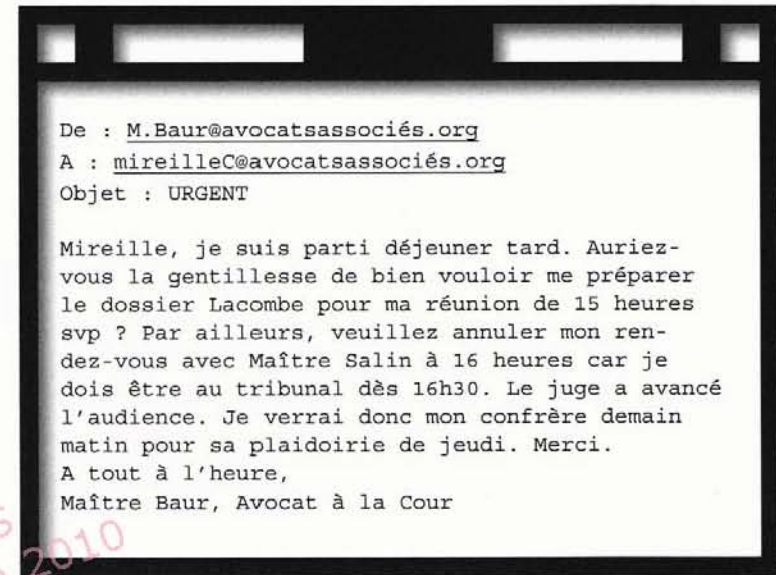 De : M.Baur@avocatsassociés.org
A : mireilleC@avocatsassociés.org
Objet : URGENT
Mireille, je suis parti déjeuner tard. Auriez-
vous la gentillesse de bien vouloir me préparer
le dossier Lacombe pour ma réunion de 15 heures
svp ? Par ailleurs, veuillez annuler mon ren-
dez-vous avec Maître Salin à 16 heures car je
dois être au tribunal dès 16h30. Le juge a avancé
l'audience. Je verrai donc mon confrère demain
matin pour sa plaidoirie de jeudi. Merci.
A tout à l'heure,
Maître Baur, Avocat à la Cour
2010